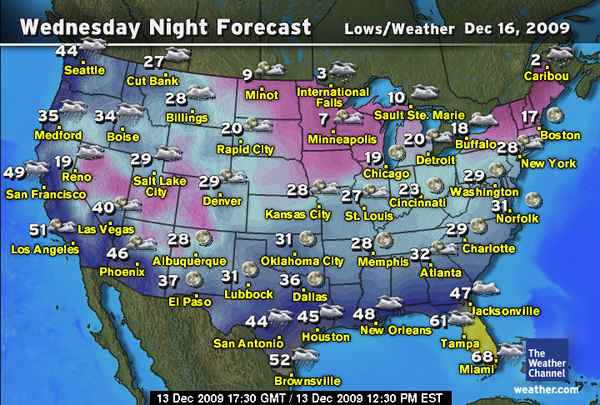 Wednesday Night Forecast
Lows/Weather Dec 16, 2009
44
Seattle
27
Cut Bank
9
Minot
3
International
Falls
2
Caribou
28
Billings
10
Sault Ste. Marie
35
Medford
34
Boise
20
Rapid City
7
Minneapolis
18
Buffalo
17
Boston
19
Reno
29
Salt Lake
City
19
Chicago
20
Detroit
28
New York
49
San Francisco
29
Denver
28
Kansas City
27
St. Louis
23
Cincinnati
29
Washington
40
Las Vegas
31
Norfolk
51
Los Angeles
46
Phoenix
28
Albuquerque
31
Oklahoma City
28
Memphis
32
Atlanta
29
Charlotte
37
El Paso
31
Lubbock
36
Dallas
47
Jacksonville
44
San Antonio
45
Houston
48
New Orleans
61
Tampa
52
Brownsville
68
Miami
The
Weather
Channel
weather.com
13 Dec 2009 17:30 GMT / 13 Dec 2009 12:30 PM EST